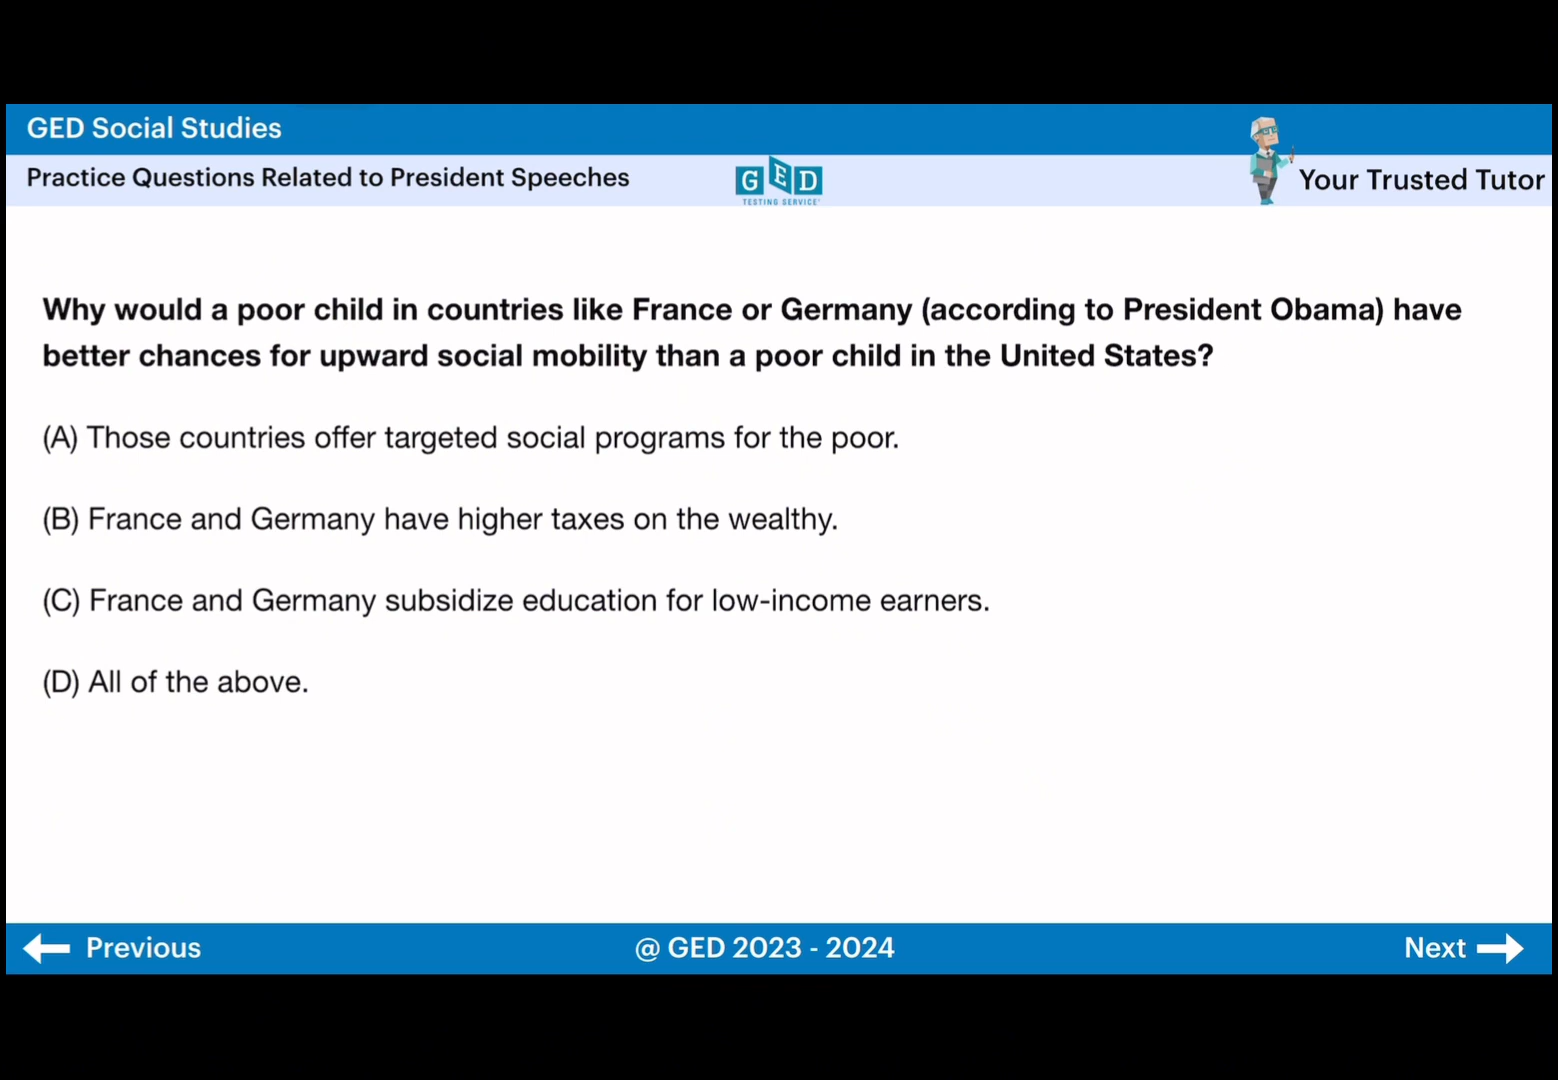 GED Social Studies
Practice Questions Related to President Speeches
GED
TESTING SERVICE
Your Trusted Tutor
Why would a poor child in countries like France or Germany (according to President Obama) have
better chances for upward social mobility than a poor child in the United States?
(A) Those countries offer targeted social programs for the poor.
(B) France and Germany have higher taxes on the wealthy.
(C) France and Germany subsidize education for low-income earners.
(D) All of the above.
Previous
@ GED 2023 - 2024
Next